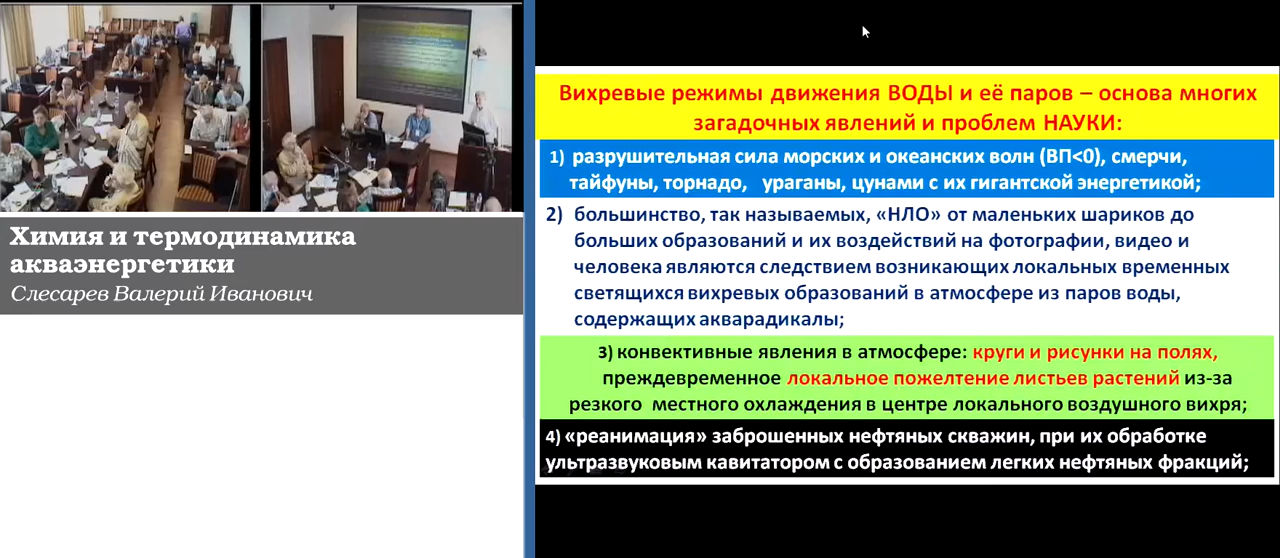 Химия и термодинамика
акваэнергетики
Слесарев Валерий Иванович
Вихревые режимы движения ВОДЫ и её паров – основа многих
загадочных явлений и проблем НАУКИ:
1) разрушительная сила морских и океанских волн (ВП<0), смерчи,
тайфуны, торнадо, ураганы, цунами с их гигантской энергетикой;
2) большинство, так называемых, «НЛО» от маленьких шариков до
больших образований и их воздействий на фотографии, видео и
человека являются следствием возникающих локальных временных
светящихся вихревых образований в атмосфере из паров воды,
содержащих акварадикалы;
3) конвективные явления в атмосфере: круги и рисунки на полях,
преждевременное локальное пожелтение листьев растений из-за
резкого местного охлаждения в центре локального воздушного вихря;
4) «реанимация» заброшенных нефтяных скважин, при их обработке
ультразвуковым кавитатором с образованием легких нефтяных фракций;